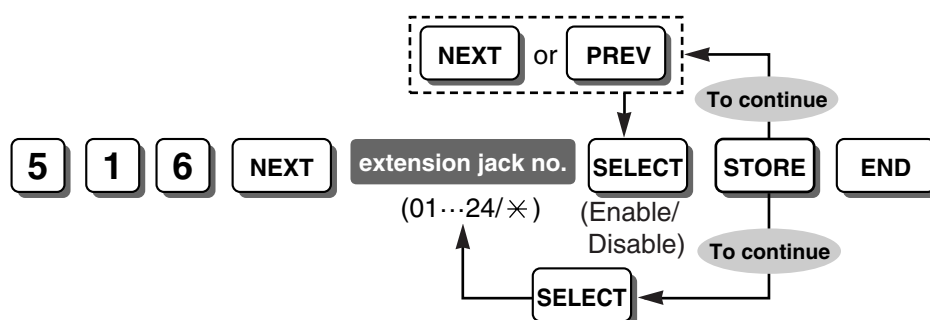 NEXT or PREV
To continue
5 1 6 NEXT extension jack no. SELECT STORE END
(01···24/✳)
(Enable/
Disable)
To continue
SELECT